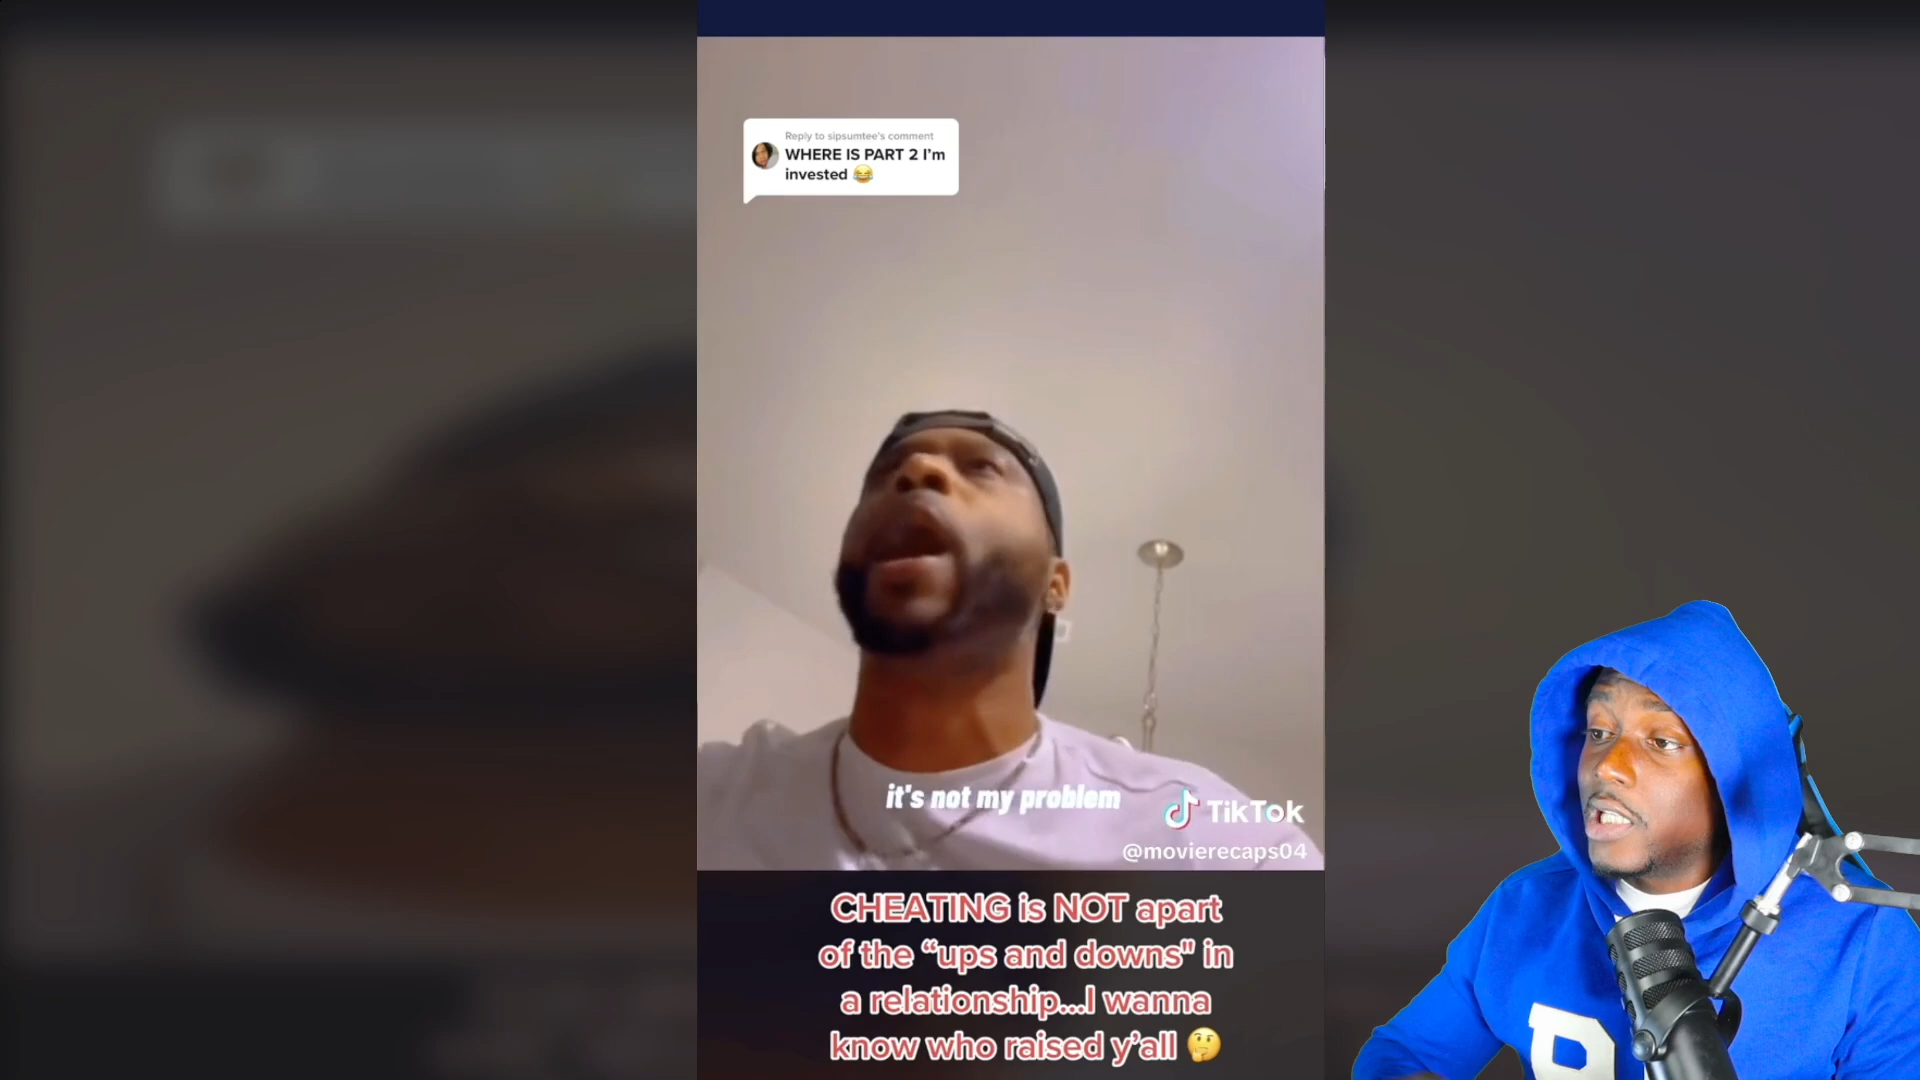 Reply to sipsumtee's comment
WHERE IS PART 2 I'm
invested 😂
it's not my problem
TikTok
@movierecaps04
CHEATING is NOT apart
of the “ups and downs" in
a relationship...I wanna
know who raised y’all 🤔